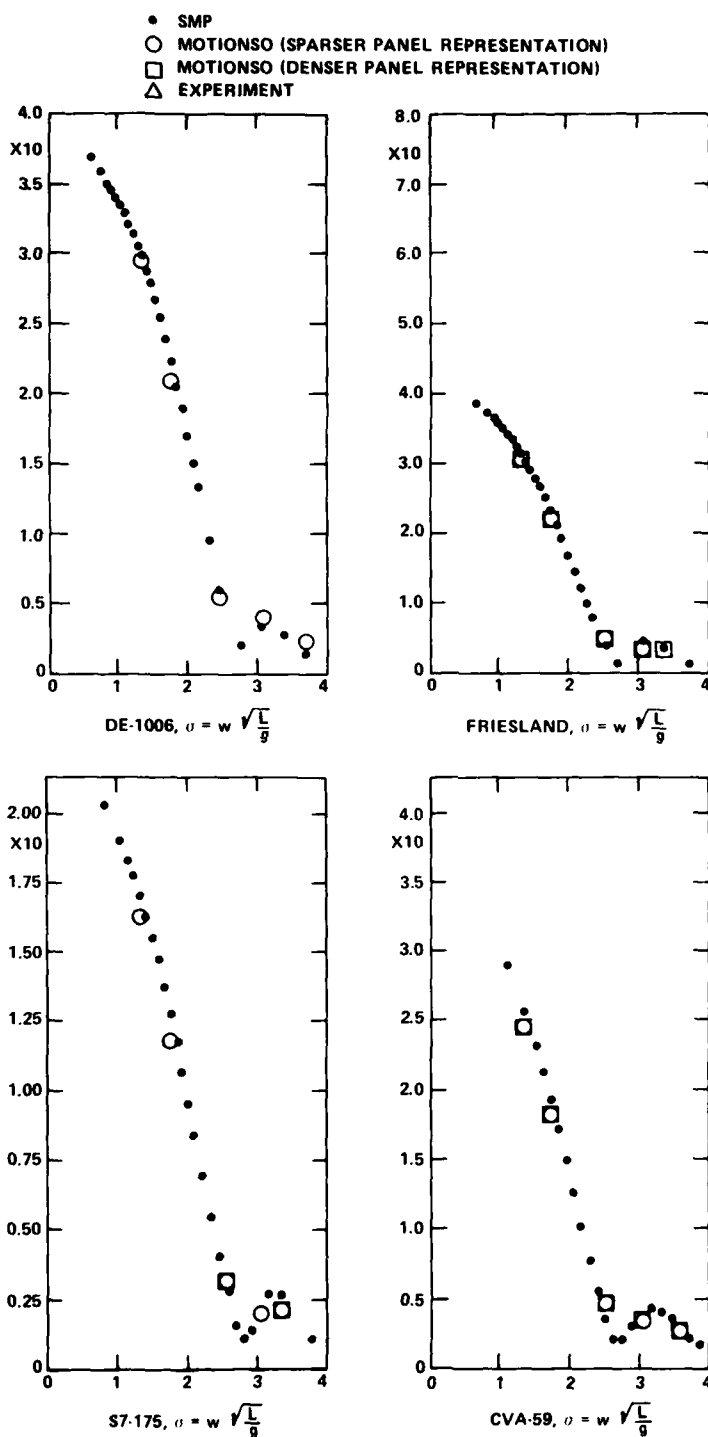 ● SMP
○ MOTIONSO (SPARSER PANEL REPRESENTATION)
□ MOTIONSO (DENSER PANEL REPRESENTATION)
△ EXPERIMENT
4.0
X10
3.5
3.0
2.5
2.0
1.5
1.0
0.5
0
0 1 2 3 4
DE-1006, σ = w √L/g
8.0
X10
7.0
6.0
5.0
4.0
3.0
2.0
1.0
0
0 1 2 3 4
FRIESLAND, σ = w √L/g
2.00
X10
1.75
1.50
1.25
1.00
0.75
0.50
0.25
0
0 1 2 3 4
S7-175, σ = w √L/g
4.0
X10
3.5
3.0
2.5
2.0
1.5
1.0
0.5
0
0 1 2 3 4
CVA-59, σ = w √L/g